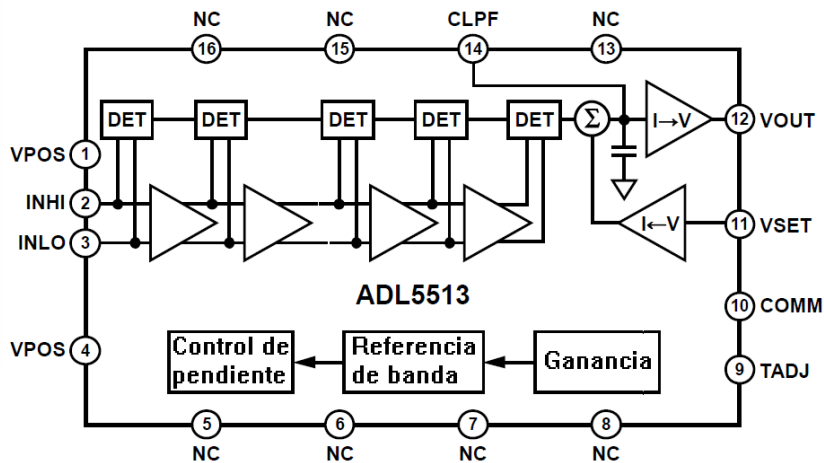 NC NC CLPF NC
16 15 14 13
DET DET DET DET DET
Σ
I→V
12 VOUT
VPOS 1
INHI 2
INLO 3
I←V
11 VSET
ADL5513
10 COMM
VPOS 4
Control de
pendiente
Referencia
de banda
Ganancia
9 TADJ
5 6 7 8
NC NC NC NC